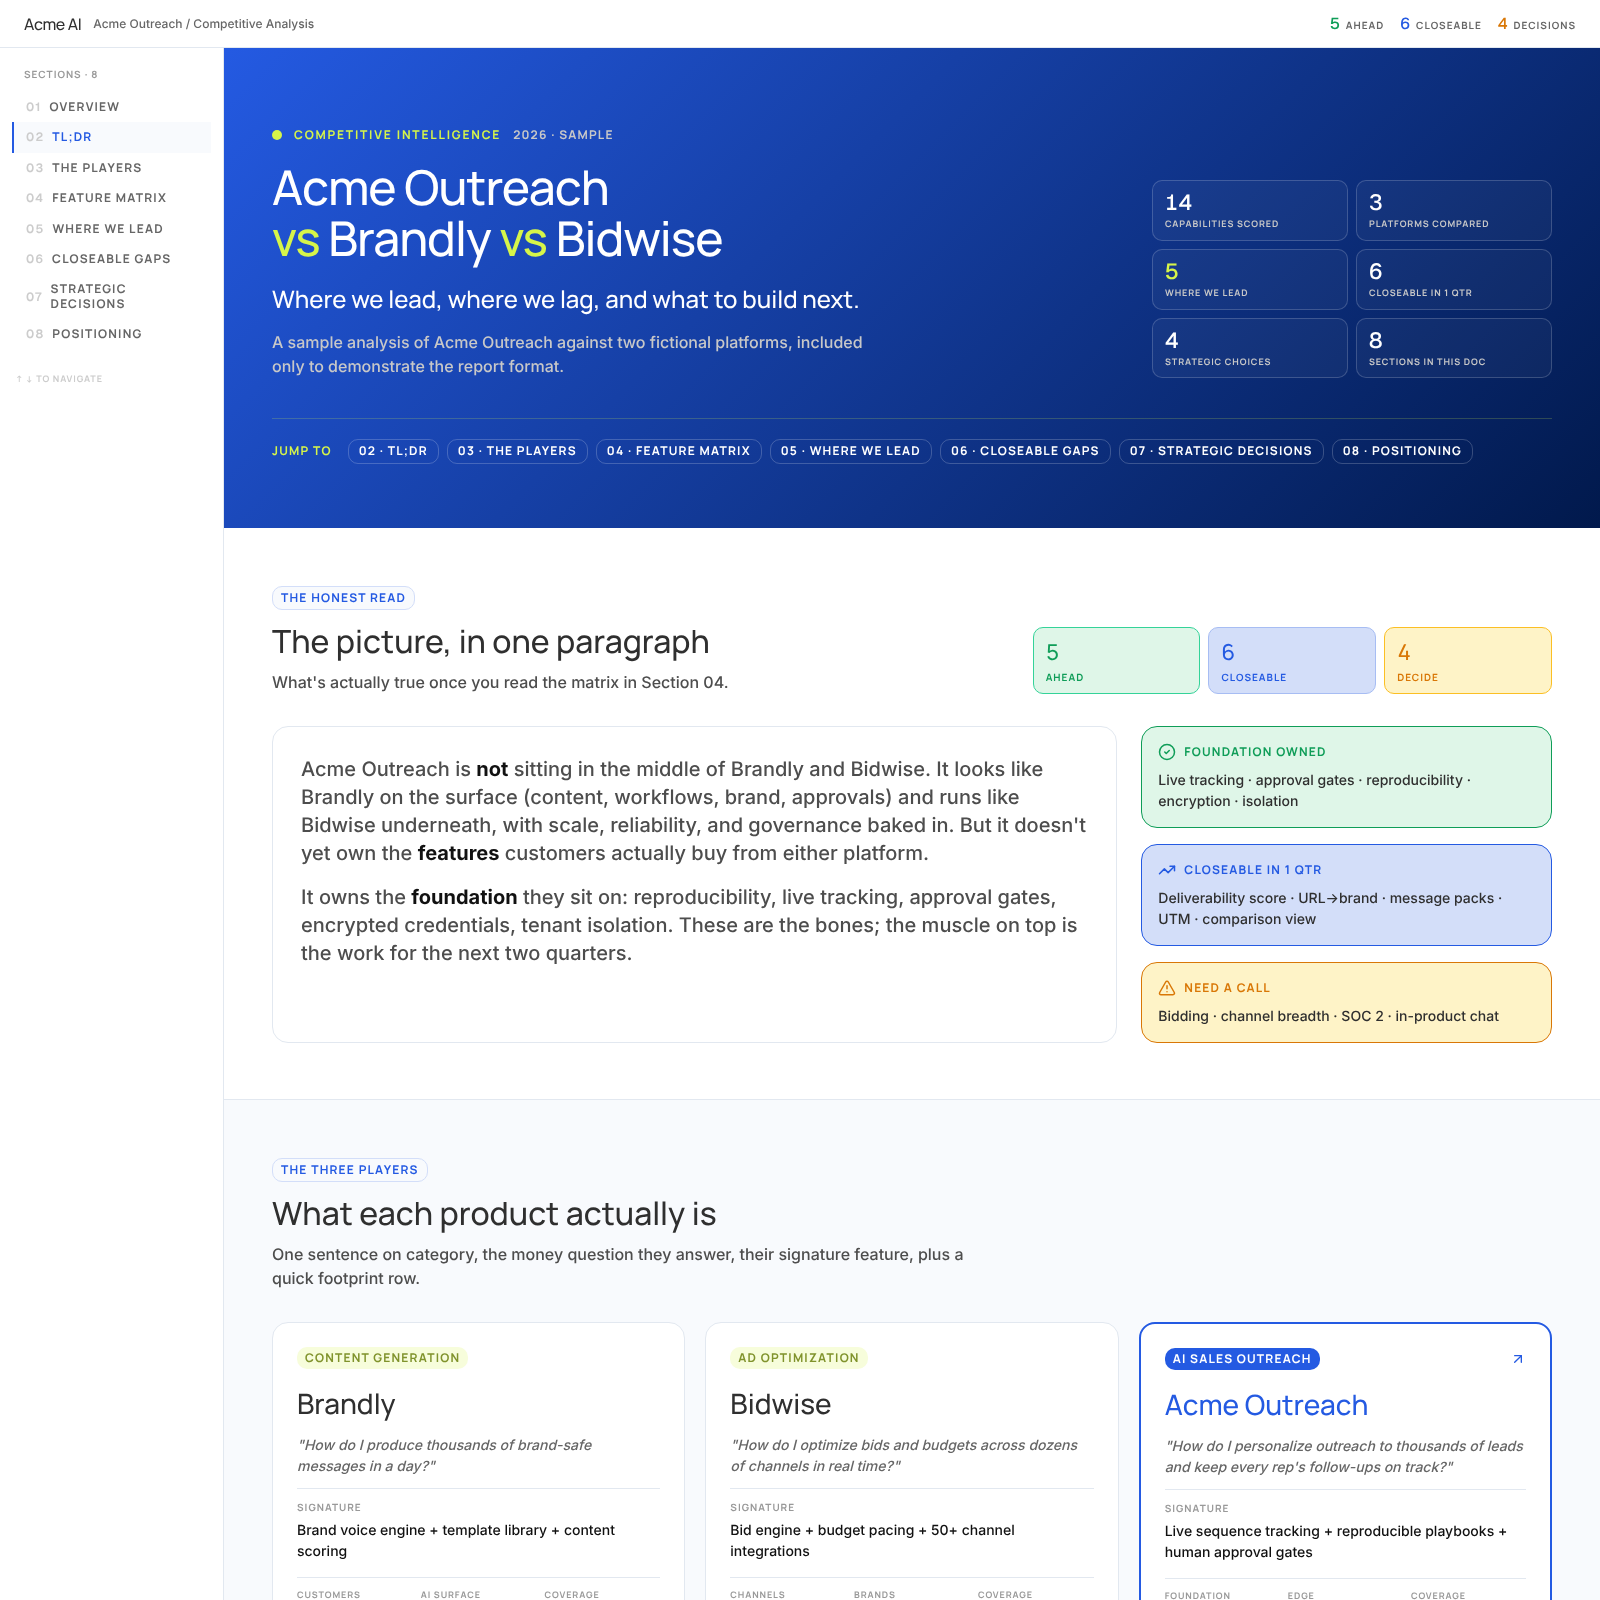 Acme AI Acme Outreach / Competitive Analysis
5 AHEAD 6 CLOSEABLE 4 DECISIONS
SECTIONS · 8
01 OVERVIEW
02 TL;DR
03 THE PLAYERS
04 FEATURE MATRIX
05 WHERE WE LEAD
06 CLOSEABLE GAPS
07 STRATEGIC
DECISIONS
08 POSITIONING
↑ ↓ TO NAVIGATE
COMPETITIVE INTELLIGENCE 2026 · SAMPLE
Acme Outreach
vs Brandly vs Bidwise
Where we lead, where we lag, and what to build next.
A sample analysis of Acme Outreach against two fictional platforms, included
only to demonstrate the report format.
14
CAPABILITIES SCORED
3
PLATFORMS COMPARED
5
WHERE WE LEAD
6
CLOSEABLE IN 1 QTR
4
STRATEGIC CHOICES
8
SECTIONS IN THIS DOC
JUMP TO 02 · TL;DR 03 · THE PLAYERS 04 · FEATURE MATRIX 05 · WHERE WE LEAD 06 · CLOSEABLE GAPS 07 · STRATEGIC DECISIONS 08 · POSITIONING
THE HONEST READ
The picture, in one paragraph
What's actually true once you read the matrix in Section 04.
5
AHEAD
6
CLOSEABLE
4
DECIDE
Acme Outreach is not sitting in the middle of Brandly and Bidwise. It looks like
Brandly on the surface (content, workflows, brand, approvals) and runs like
Bidwise underneath, with scale, reliability, and governance baked in. But it doesn't
yet own the features customers actually buy from either platform.
It owns the foundation they sit on: reproducibility, live tracking, approval gates,
encrypted credentials, tenant isolation. These are the bones; the muscle on top is
the work for the next two quarters.
FOUNDATION OWNED
Live tracking · approval gates · reproducibility ·
encryption · isolation
CLOSEABLE IN 1 QTR
Deliverability score · URL→brand · message packs ·
UTM · comparison view
NEED A CALL
Bidding · channel breadth · SOC 2 · in-product chat
THE THREE PLAYERS
What each product actually is
One sentence on category, the money question they answer, their signature feature, plus a
quick footprint row.
CONTENT GENERATION
Brandly
"How do I produce thousands of brand-safe
messages in a day?"
SIGNATURE
Brand voice engine + template library + content
scoring
CUSTOMERS AI SURFACE COVERAGE
AD OPTIMIZATION
Bidwise
"How do I optimize bids and budgets across dozens
of channels in real time?"
SIGNATURE
Bid engine + budget pacing + 50+ channel
integrations
CHANNELS BRANDS COVERAGE
AI SALES OUTREACH
Acme Outreach
"How do I personalize outreach to thousands of leads
and keep every rep's follow-ups on track?"
SIGNATURE
Live sequence tracking + reproducible playbooks +
human approval gates
FOUNDATION EDGE COVERAGE